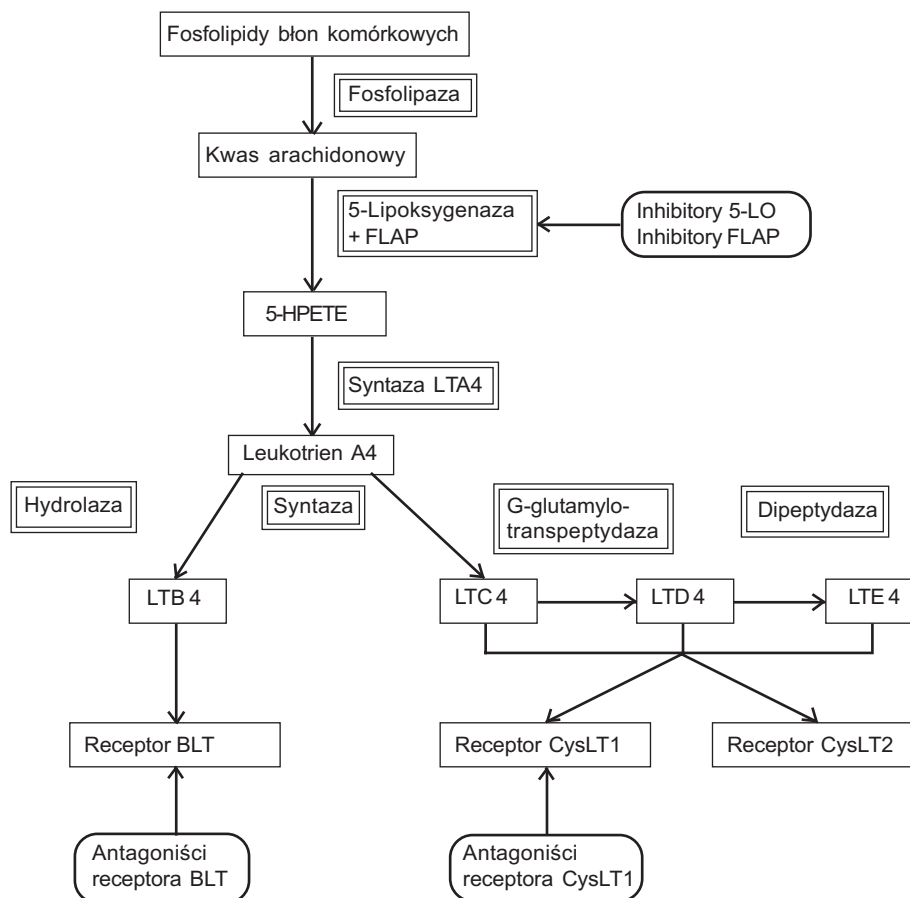 Fosfolipidy błon komórkowych
Fosfolipaza
Kwas arachidonowy
5-Lipoksygenaza
+ FLAP
Inhibitory 5-LO
Inhibitory FLAP
5-HPETE
Syntaza LTA4
Leukotrien A4
Hydrolaza
Syntaza
G-glutamylo-
transpeptydaza
Dipeptydaza
LTB 4
LTC 4
LTD 4
LTE 4
Receptor BLT
Receptor CysLT1
Receptor CysLT2
Antagoniści
receptora BLT
Antagoniści
receptora CysLT1